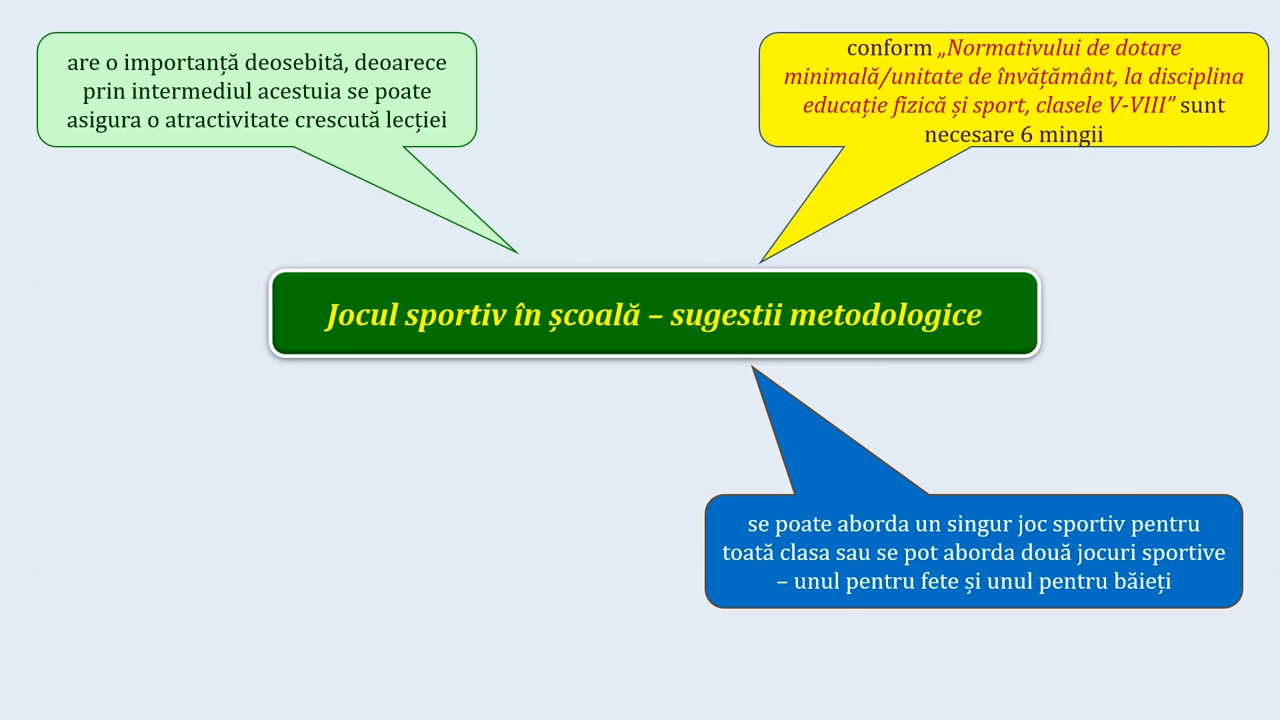 are o importanță deosebită, deoarece
prin intermediul acestuia se poate
asigura o atractivitate crescută lecției
conform „Normativului de dotare
minimală/unitate de învățământ, la disciplina
educație fizică și sport, clasele V-VIII” sunt
necesare 6 mingii
Jocul sportiv în școală – sugestii metodologice
se poate aborda un singur joc sportiv pentru
toată clasa sau se pot aborda două jocuri sportive
– unul pentru fete și unul pentru băieți